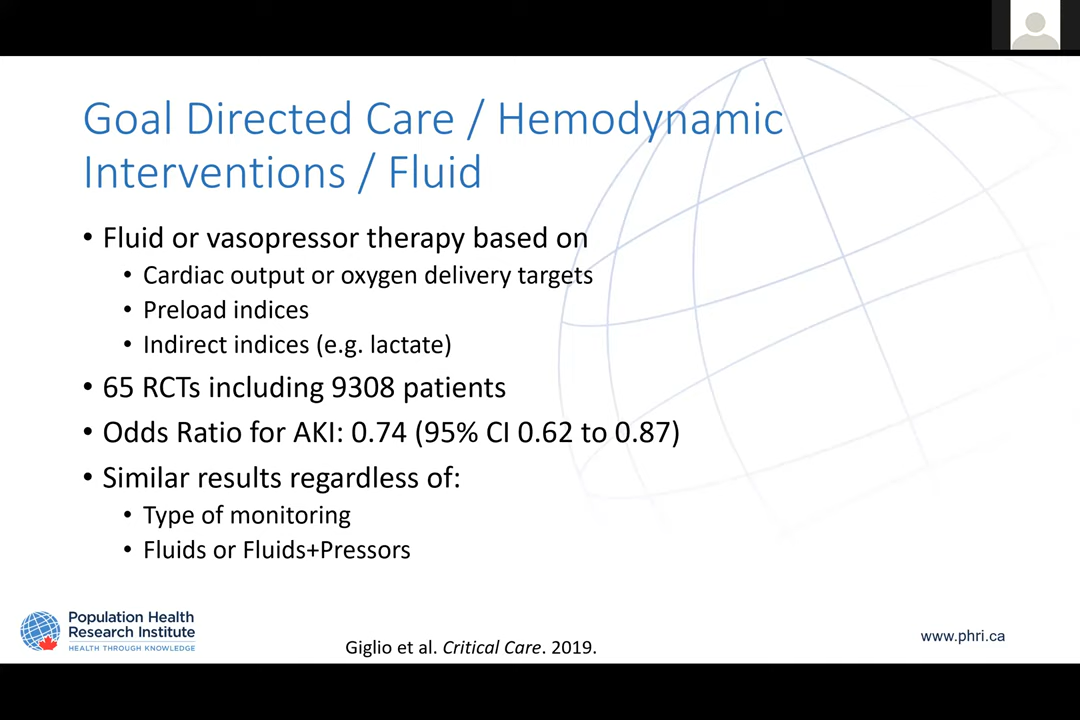 Goal Directed Care / Hemodynamic
Interventions / Fluid
• Fluid or vasopressor therapy based on
• Cardiac output or oxygen delivery targets
• Preload indices
• Indirect indices (e.g. lactate)
• 65 RCTs including 9308 patients
• Odds Ratio for AKI: 0.74 (95% CI 0.62 to 0.87)
• Similar results regardless of:
• Type of monitoring
• Fluids or Fluids+Pressors
Population Health
Research Institute
HEALTH THROUGH KNOWLEDGE
Giglio et al. Critical Care. 2019.
www.phri.ca